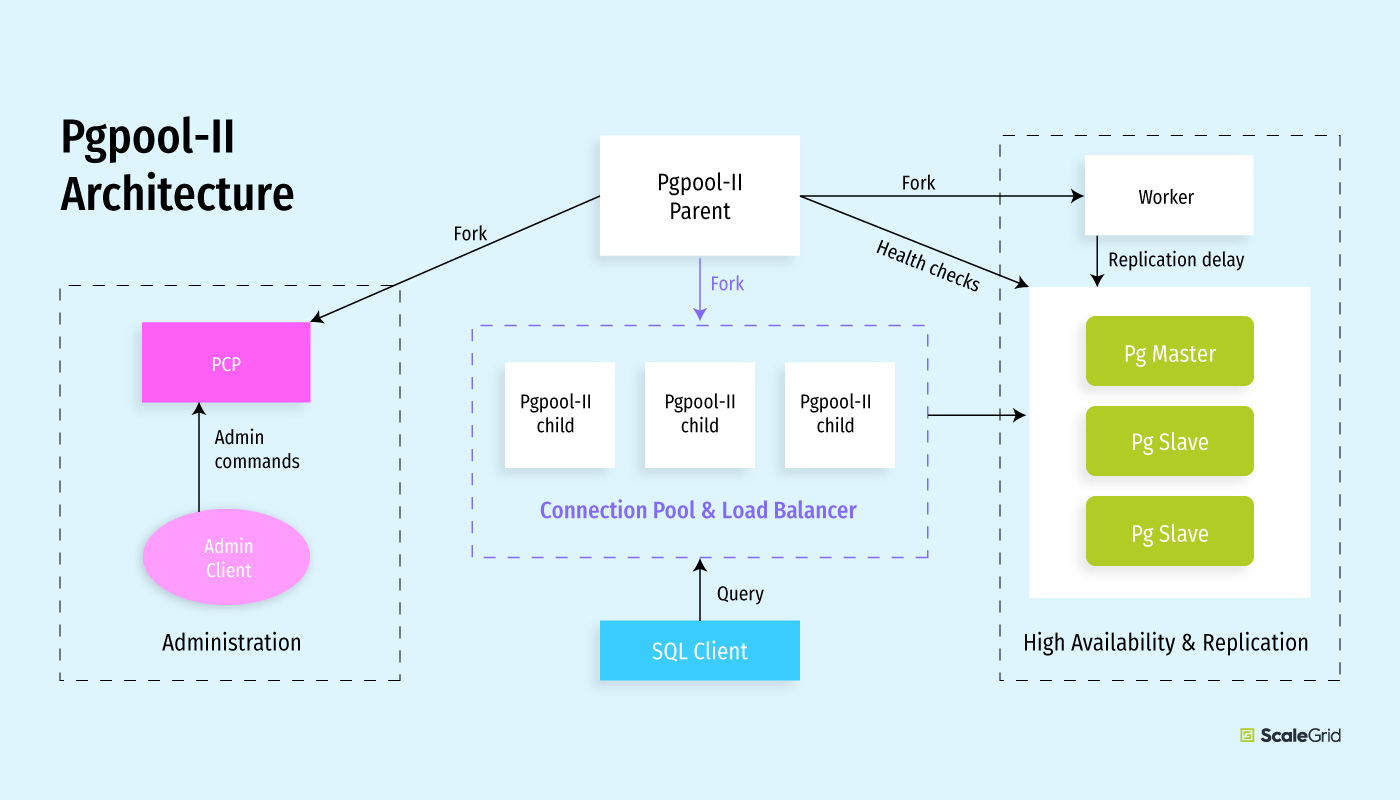 Pgpool-II
Architecture
Pgpool-II
Parent
Fork
Worker
Fork
Health checks
Replication delay
Fork
PCP
Admin
commands
Admin
Client
Administration
Pgpool-II
child
Pgpool-II
child
Pgpool-II
child
Connection Pool & Load Balancer
Query
SQL Client
Pg Master
Pg Slave
Pg Slave
High Availability & Replication
ScaleGrid